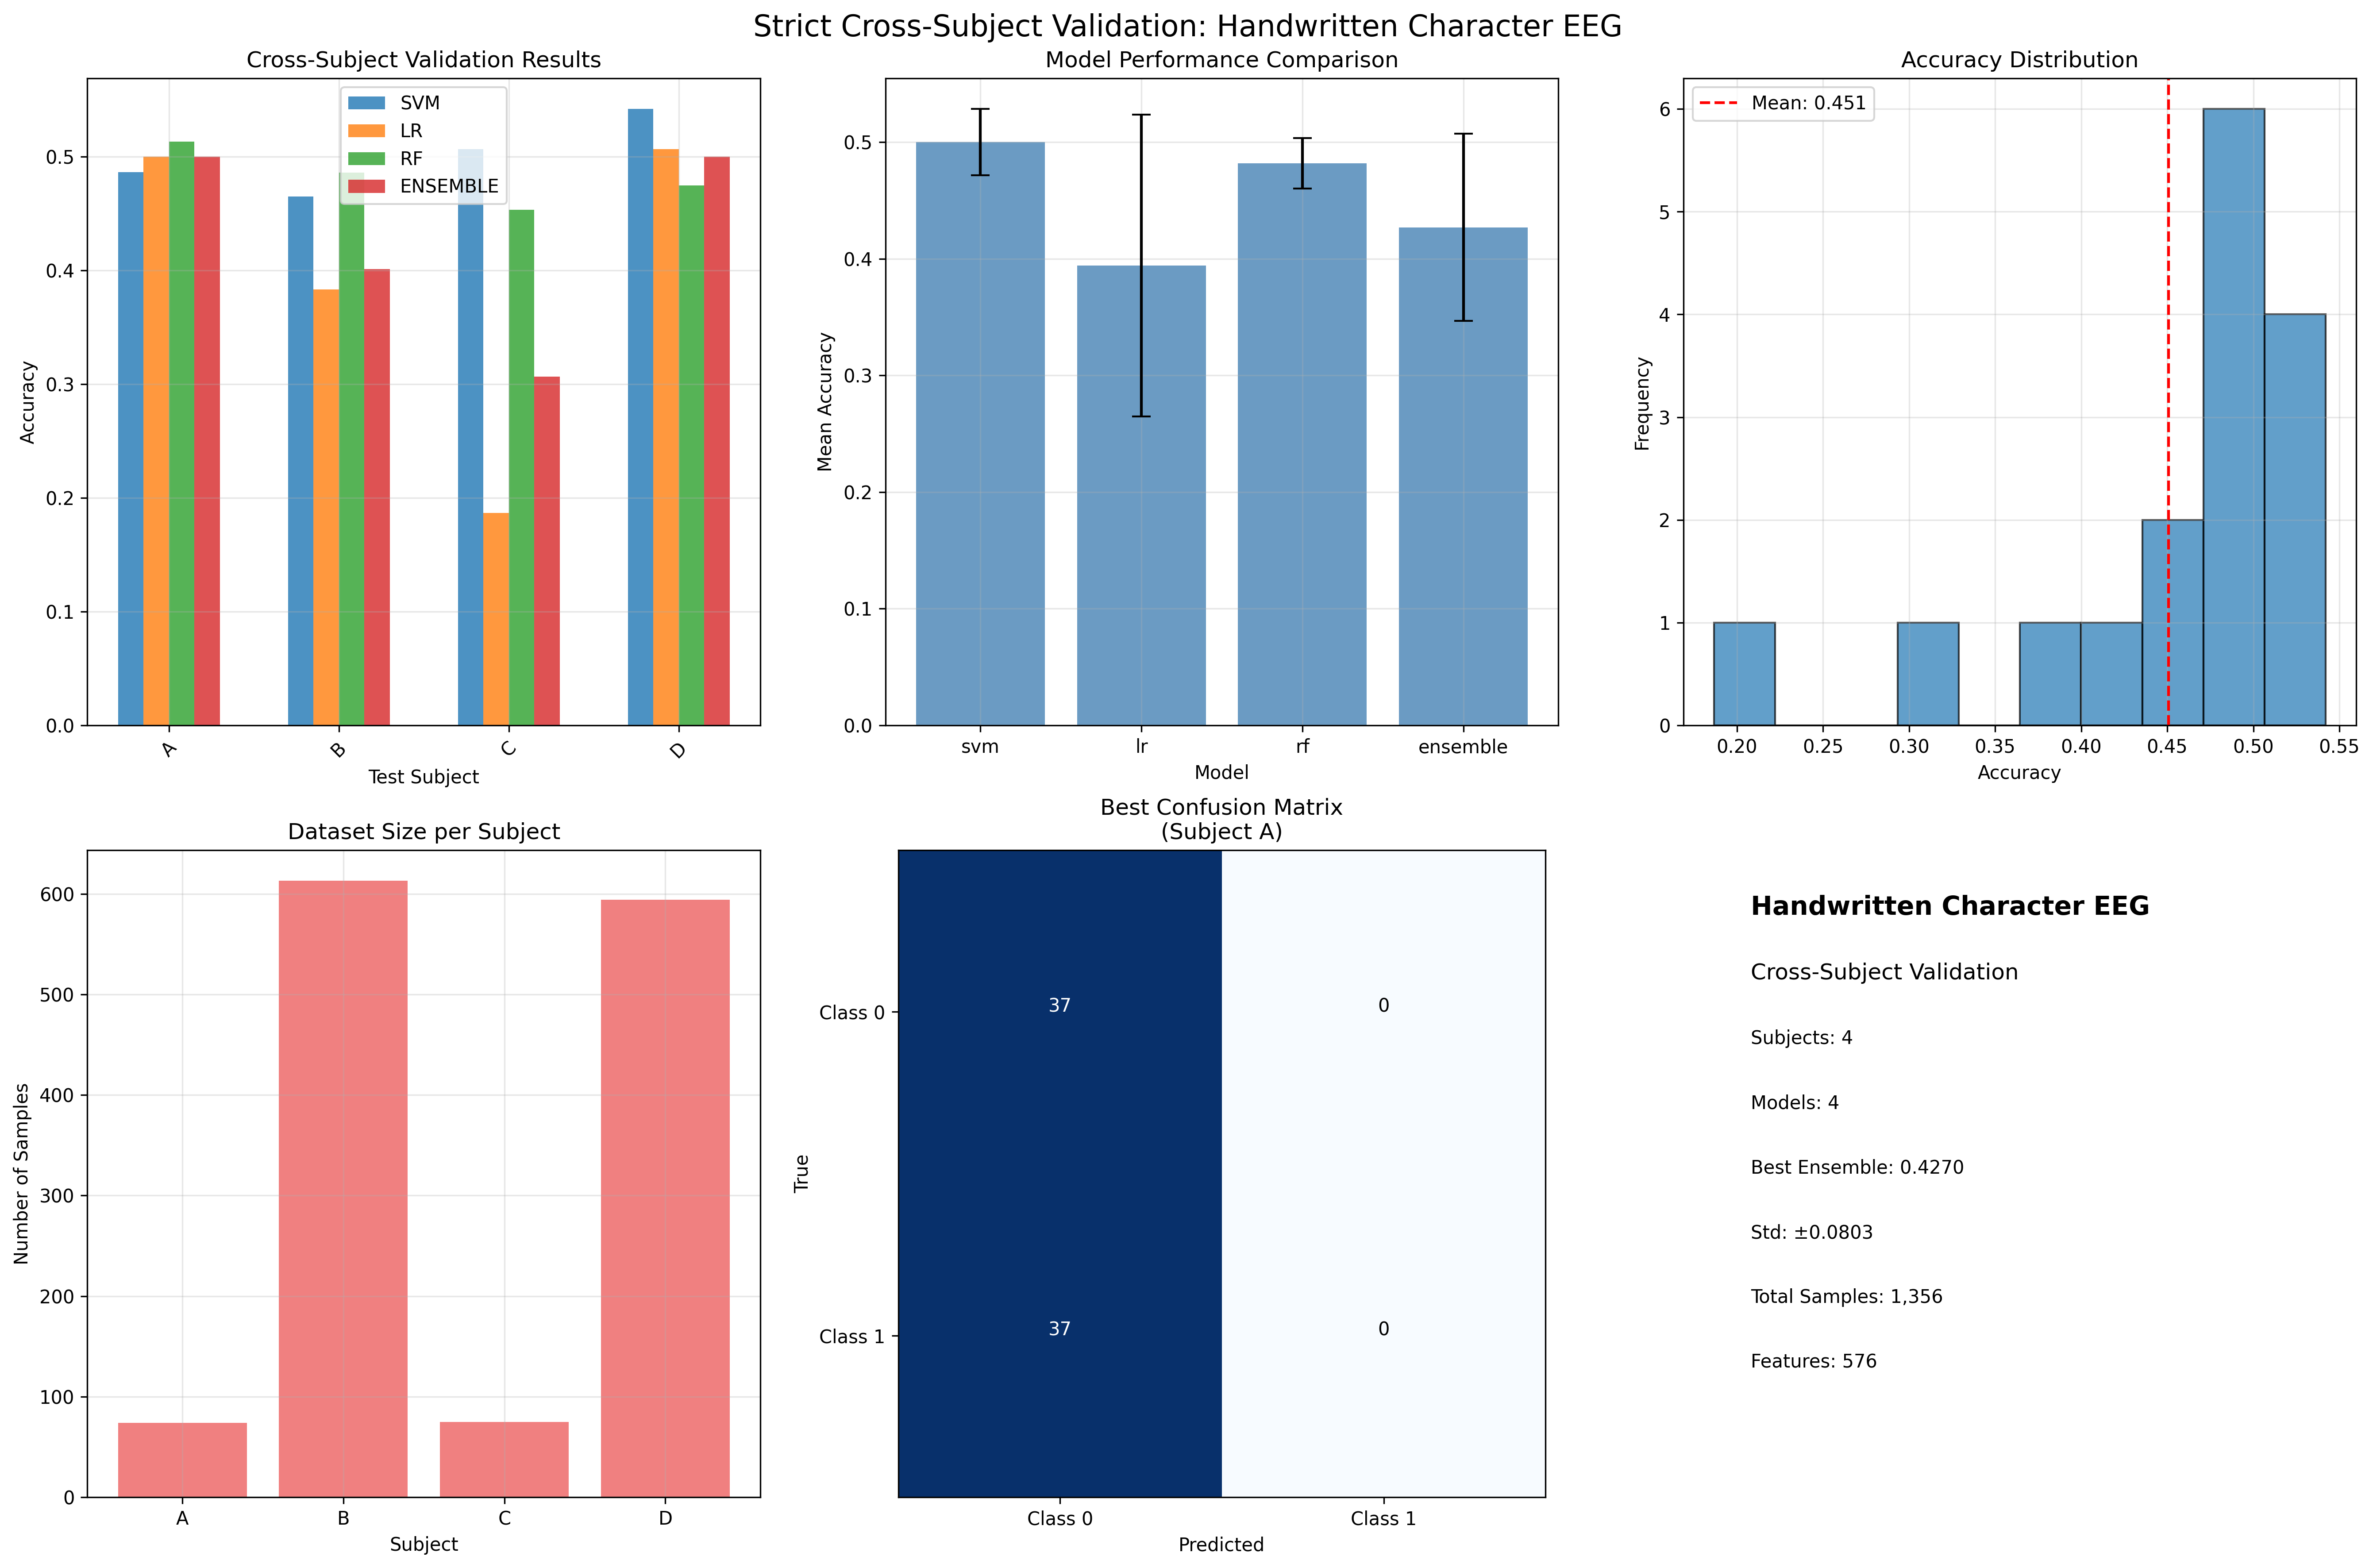 Strict Cross-Subject Validation: Handwritten Character EEG
Cross-Subject Validation Results
Accuracy
0.5
0.4
0.3
0.2
0.1
0.0
SVM
LR
RF
ENSEMBLE
A
B
C
D
Test Subject
Model Performance Comparison
Mean Accuracy
0.5
0.4
0.3
0.2
0.1
0.0
svm
lr
rf
ensemble
Model
Accuracy Distribution
Frequency
6
5
4
3
2
1
0
Mean: 0.451
0.20
0.25
0.30
0.35
0.40
0.45
0.50
0.55
Accuracy
Dataset Size per Subject
Number of Samples
600
500
400
300
200
100
0
A
B
C
D
Subject
Best Confusion Matrix
(Subject A)
True
Class 0
37
0
Class 1
37
0
Class 0
Class 1
Predicted
Handwritten Character EEG
Cross-Subject Validation
Subjects: 4
Models: 4
Best Ensemble: 0.4270
Std: ±0.0803
Total Samples: 1,356
Features: 576